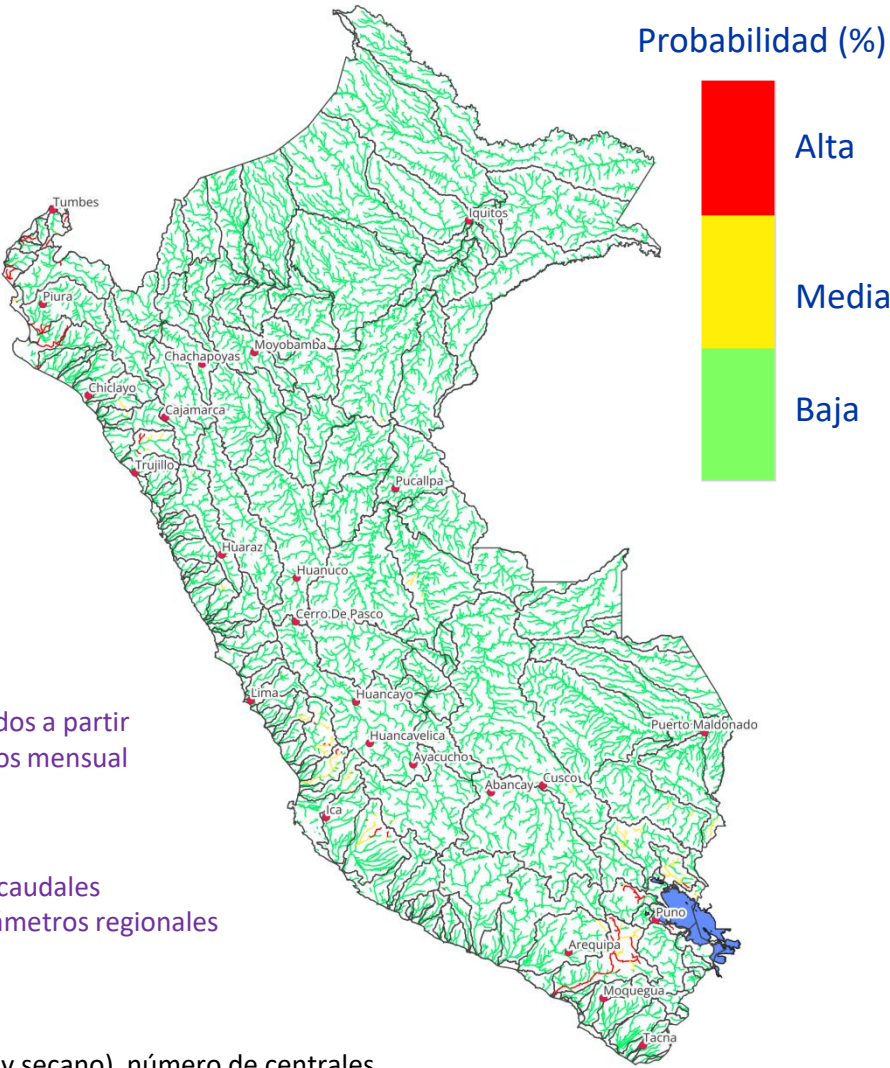 Probabilidad (%)
Alta
Media
Baja
Tumbes
Iquitos
Piura
Moyobamba
Chachapoyas
Chiclayo
Cajamarca
Trujillo
Pucallpa
Huaraz
Huanuco
Cerro De Pasco
Lima
Huancayo
dos a partir
Puerto Maldonado
Huancavelica
os mensual
Ayacucho
Abancay
Cusco
Ica
caudales
ametros regionales
Puno
Arequipa
Moquegua
Tacna
y secano), número de centrales